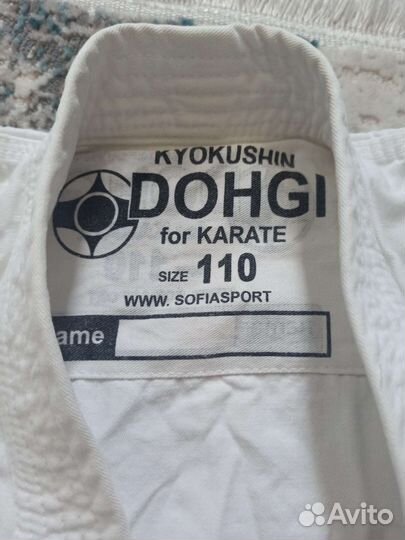 KYOKUSHIN
DOHGI
for KARATE
SIZE 110
WWW. SOFIASPORT
ame
Avito